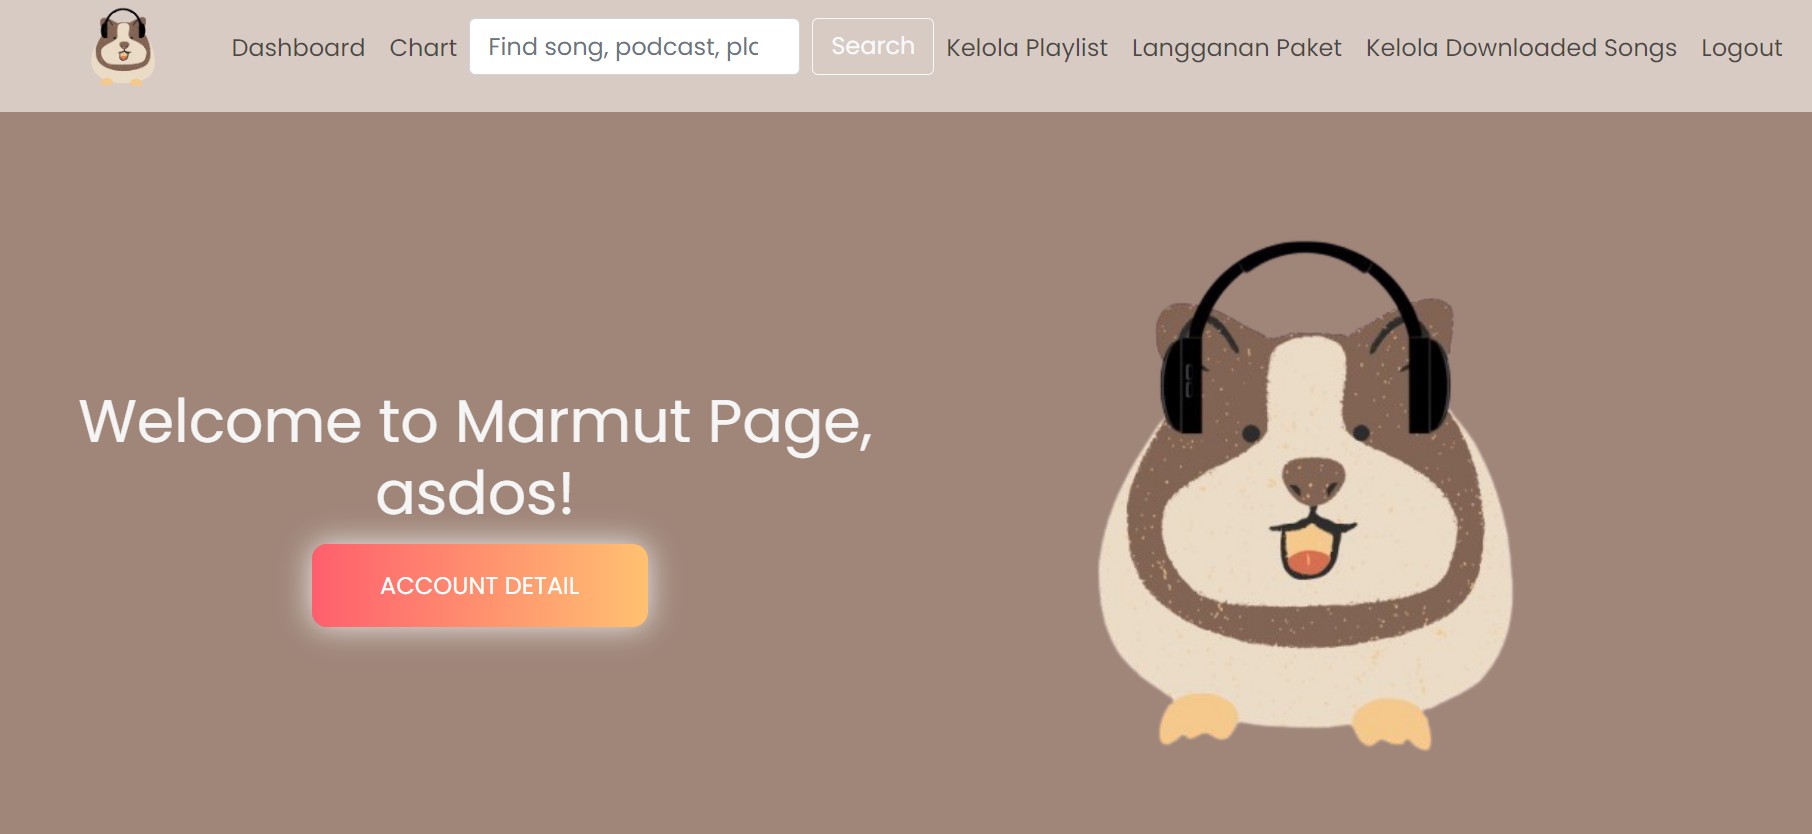 Dashboard Chart Find song, podcast, plc Search Kelola Playlist Langganan Paket Kelola Downloaded Songs Logout
Welcome to Marmut Page,
asdos!
ACCOUNT DETAIL